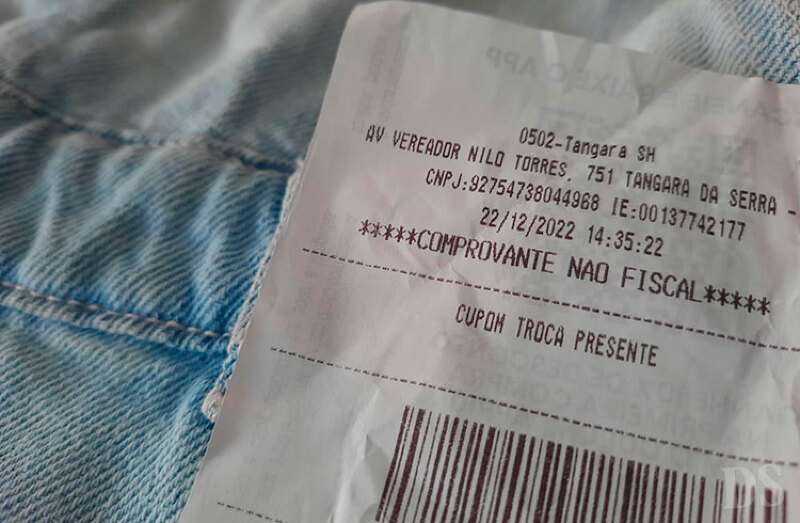 0502-Tangara SH
AV VEREADOR NILO TORRES, 751 TANGARA DA SERRA -
CNPJ:92754738044968 IE:00137742177
22/12/2022 14:35:22
*****COMPROVANTE NAO FISCAL*****
CUPOM TROCA PRESENTE
DS